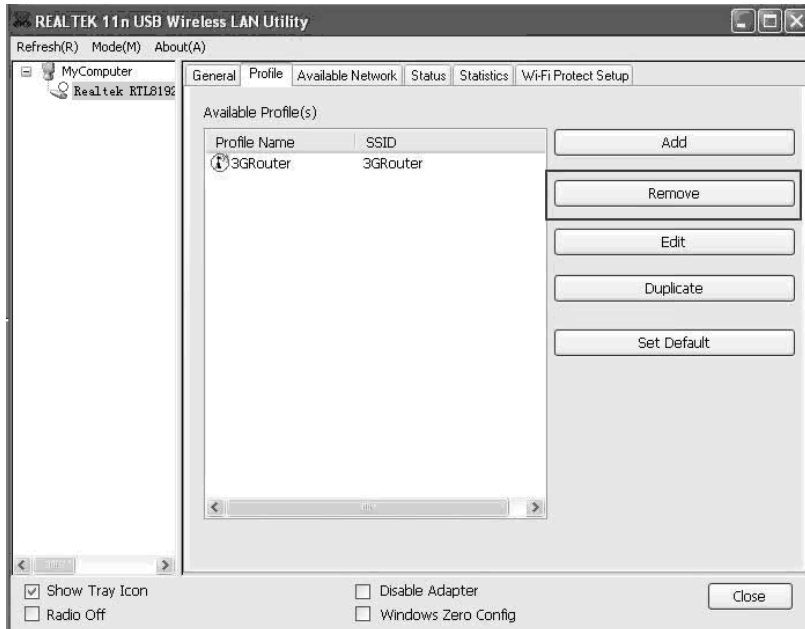 REALTEK 11n USB Wireless LAN Utility
Refresh(R) Mode(M) About(A)
MyComputer
Realtek RTL8192
General Profile Available Network Status Statistics Wi-Fi Protect Setup
Available Profile(s)
Profile Name SSID
3GRouter 3GRouter
Add
Remove
Edit
Duplicate
Set Default
Show Tray Icon Disable Adapter
Radio Off Windows Zero Config
Close